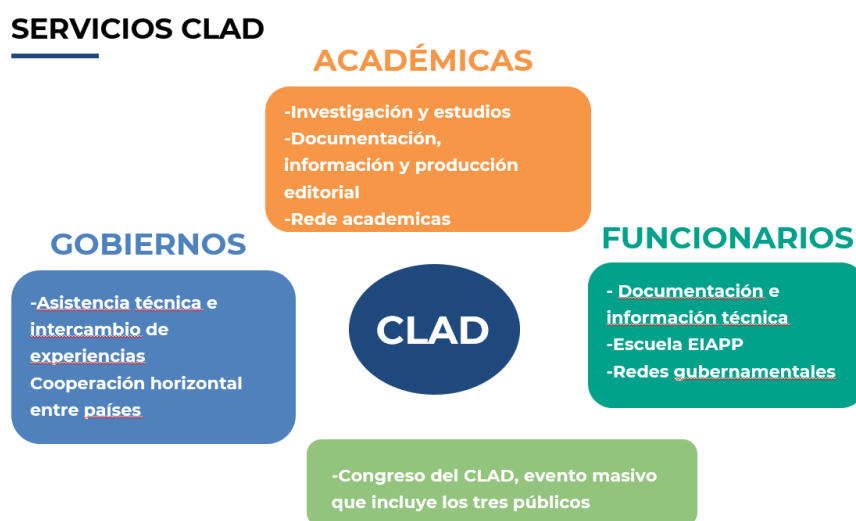 SERVICIOS CLAD
ACADÉMICAS
-Investigación y estudios
-Documentación,
información y producción
editorial
-Rede academicas
GOBIERNOS
-Asistencia técnica e
intercambio de
experiencias
Cooperación horizontal
entre países
CLAD
FUNCIONARIOS
- Documentación e
información técnica
-Escuela EIAPP
-Redes gubernamentales
-Congreso del CLAD, evento masivo
que incluye los tres públicos